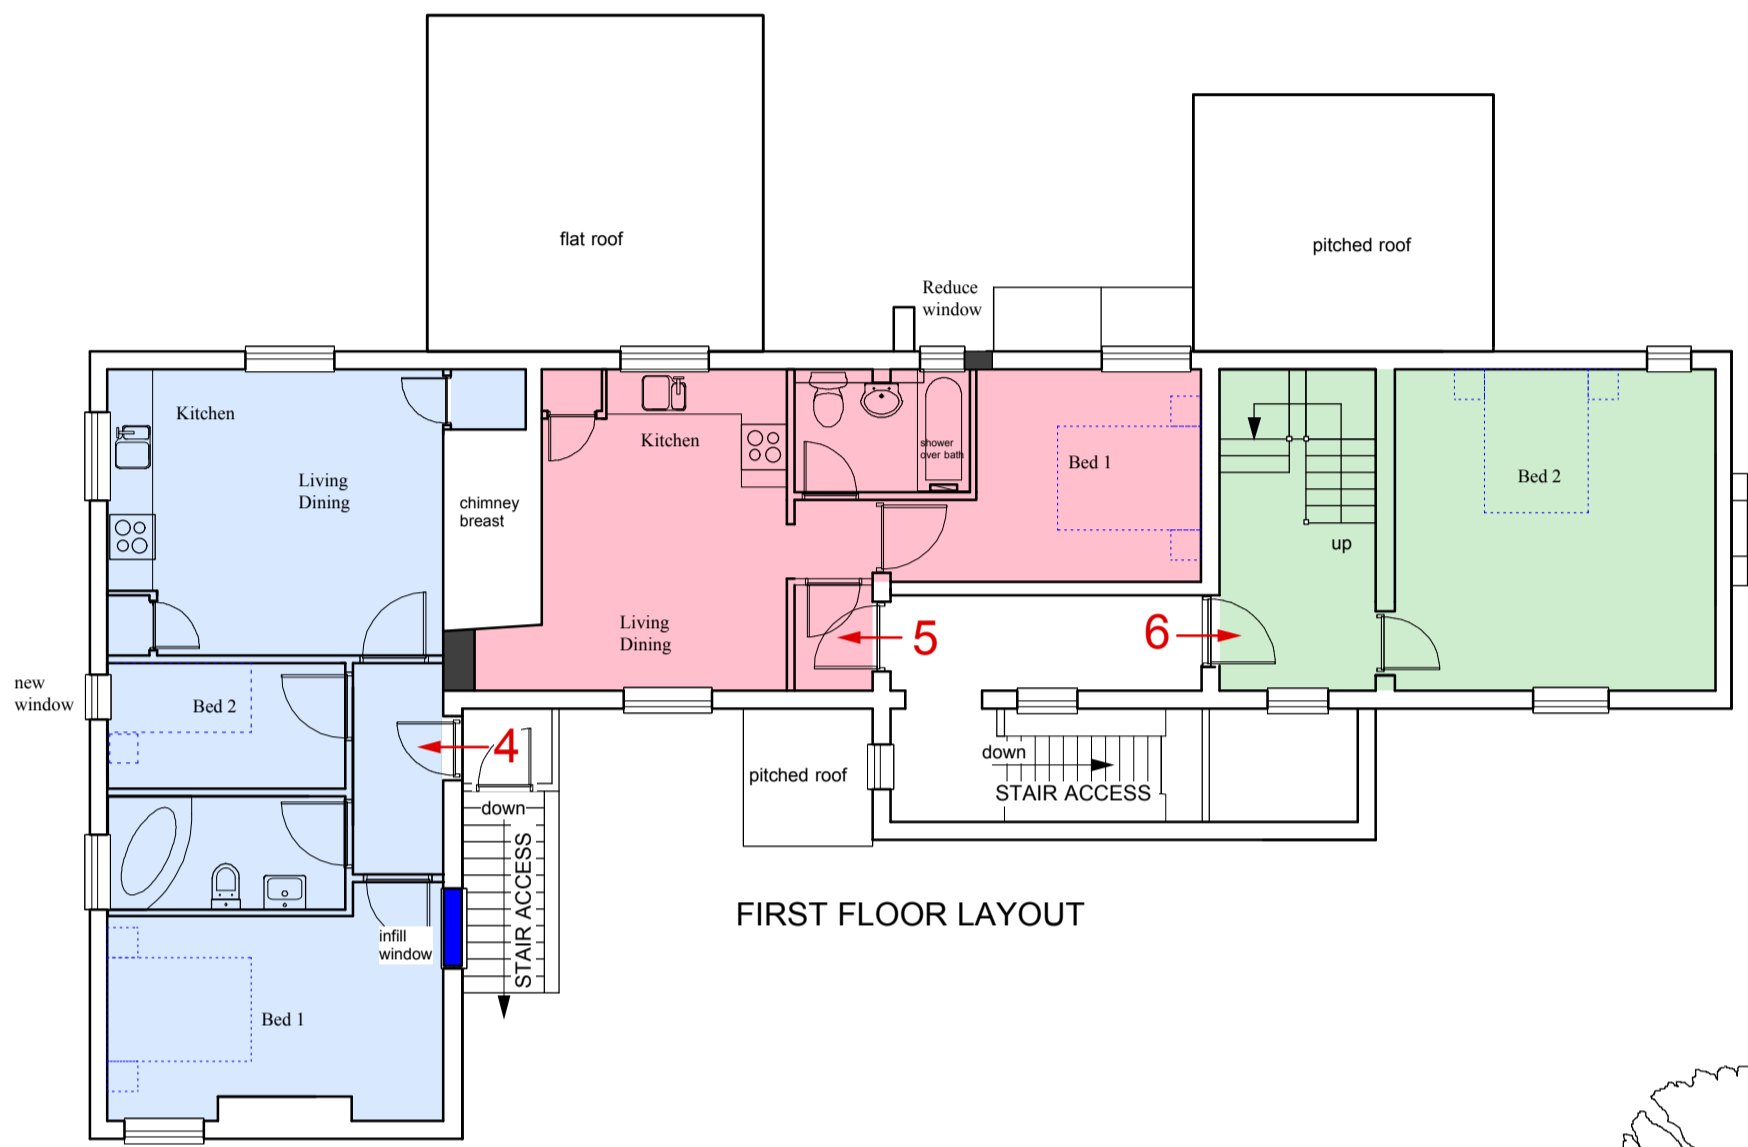 flat roof
pitched roof
Reduce
window
Kitchen
Living
Dining
chimney
breast
Kitchen
shower
over bath
Bed 1
Bed 2
up
Living
Dining
5
6
new
window
Bed 2
4
down
STAIR ACCESS
pitched roof
down
STAIR ACCESS
infill
window
Bed 1
FIRST FLOOR LAYOUT